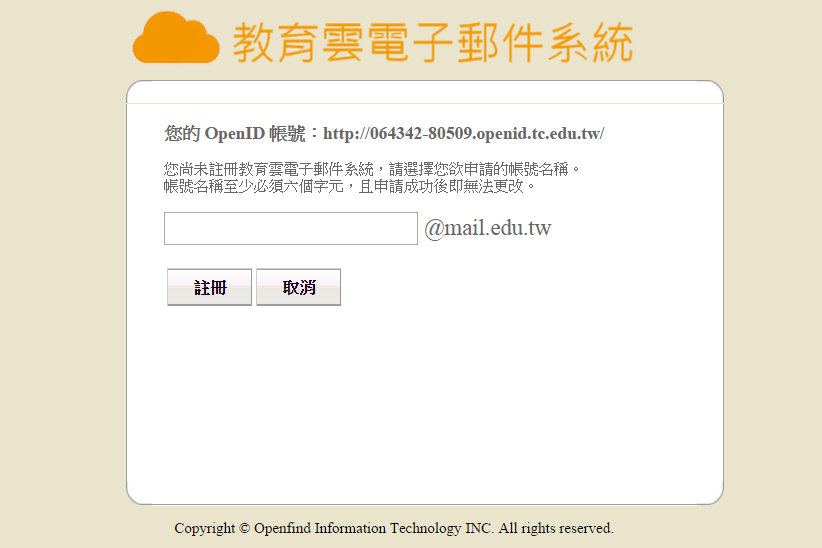 教育雲電子郵件系統
您的 OpenID 帳號：http://064342-80509.openid.tc.edu.tw/
您尚未註冊教育雲電子郵件系統，請選擇您欲申請的帳號名稱。
帳號名稱至少必須六個字元，且申請成功後即無法更改。
@mail.edu.tw
註冊 取消
Copyright © Openfind Information Technology INC. All rights reserved.